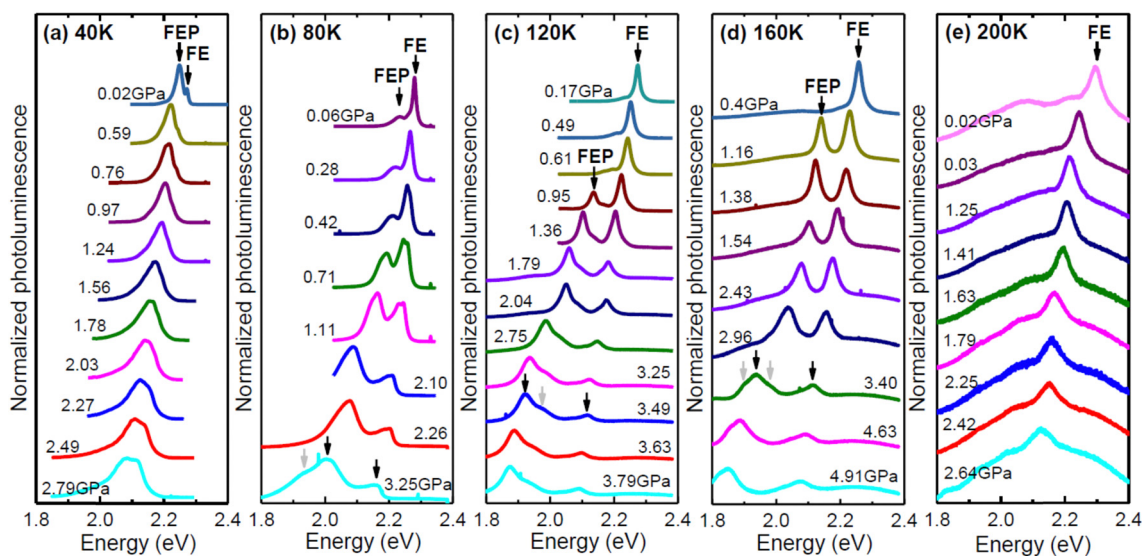 (a) 40K
FEP
FE
0.02GPa
0.59
0.76
0.97
1.24
1.56
1.78
2.03
2.27
2.49
2.79GPa
Normalized photoluminescence
1.8 2.0 2.2 2.4
Energy (eV)
(b) 80K
FE
FEP
0.06GPa
0.28
0.42
0.71
1.11
2.10
2.26
3.25GPa
Normalized photoluminescence
1.8 2.0 2.2 2.4
Energy (eV)
(c) 120K
FE
0.17GPa
0.49
0.61
FEP
0.95
1.36
1.79
2.04
2.75
3.25
3.49
3.63
3.79GPa
Normalized photoluminescence
1.8 2.0 2.2 2.4
Energy (eV)
(d) 160K
FE
0.4GPa
FEP
1.16
1.38
1.54
2.43
2.96
3.40
4.63
4.91GPa
Normalized photoluminescence
1.8 2.0 2.2 2.4
Energy (eV)
(e) 200K
FE
0.02GPa
0.03
1.25
1.41
1.63
1.79
2.25
2.42
2.64GPa
Normalized photoluminescence
1.8 2.0 2.2 2.4
Energy (eV)